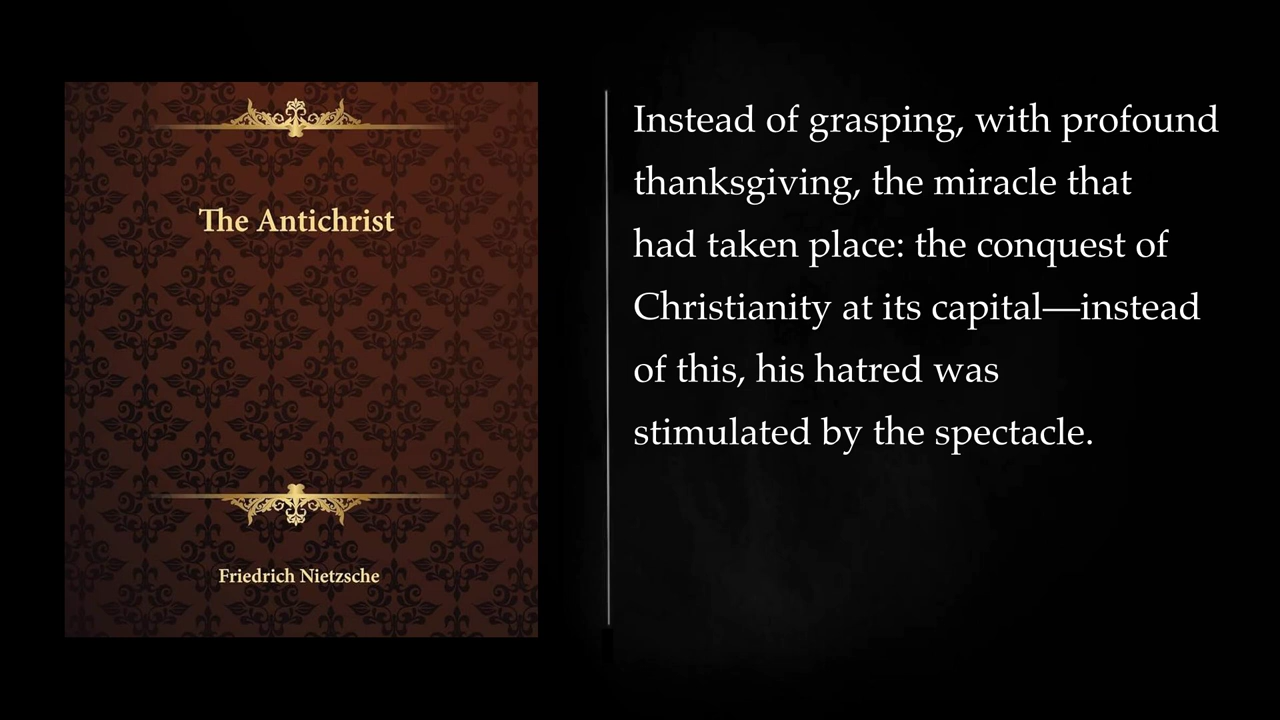 The Antichrist
Friedrich Nietzsche
Instead of grasping, with profound
thanksgiving, the miracle that
had taken place: the conquest of
Christianity at its capital—instead
of this, his hatred was
stimulated by the spectacle.